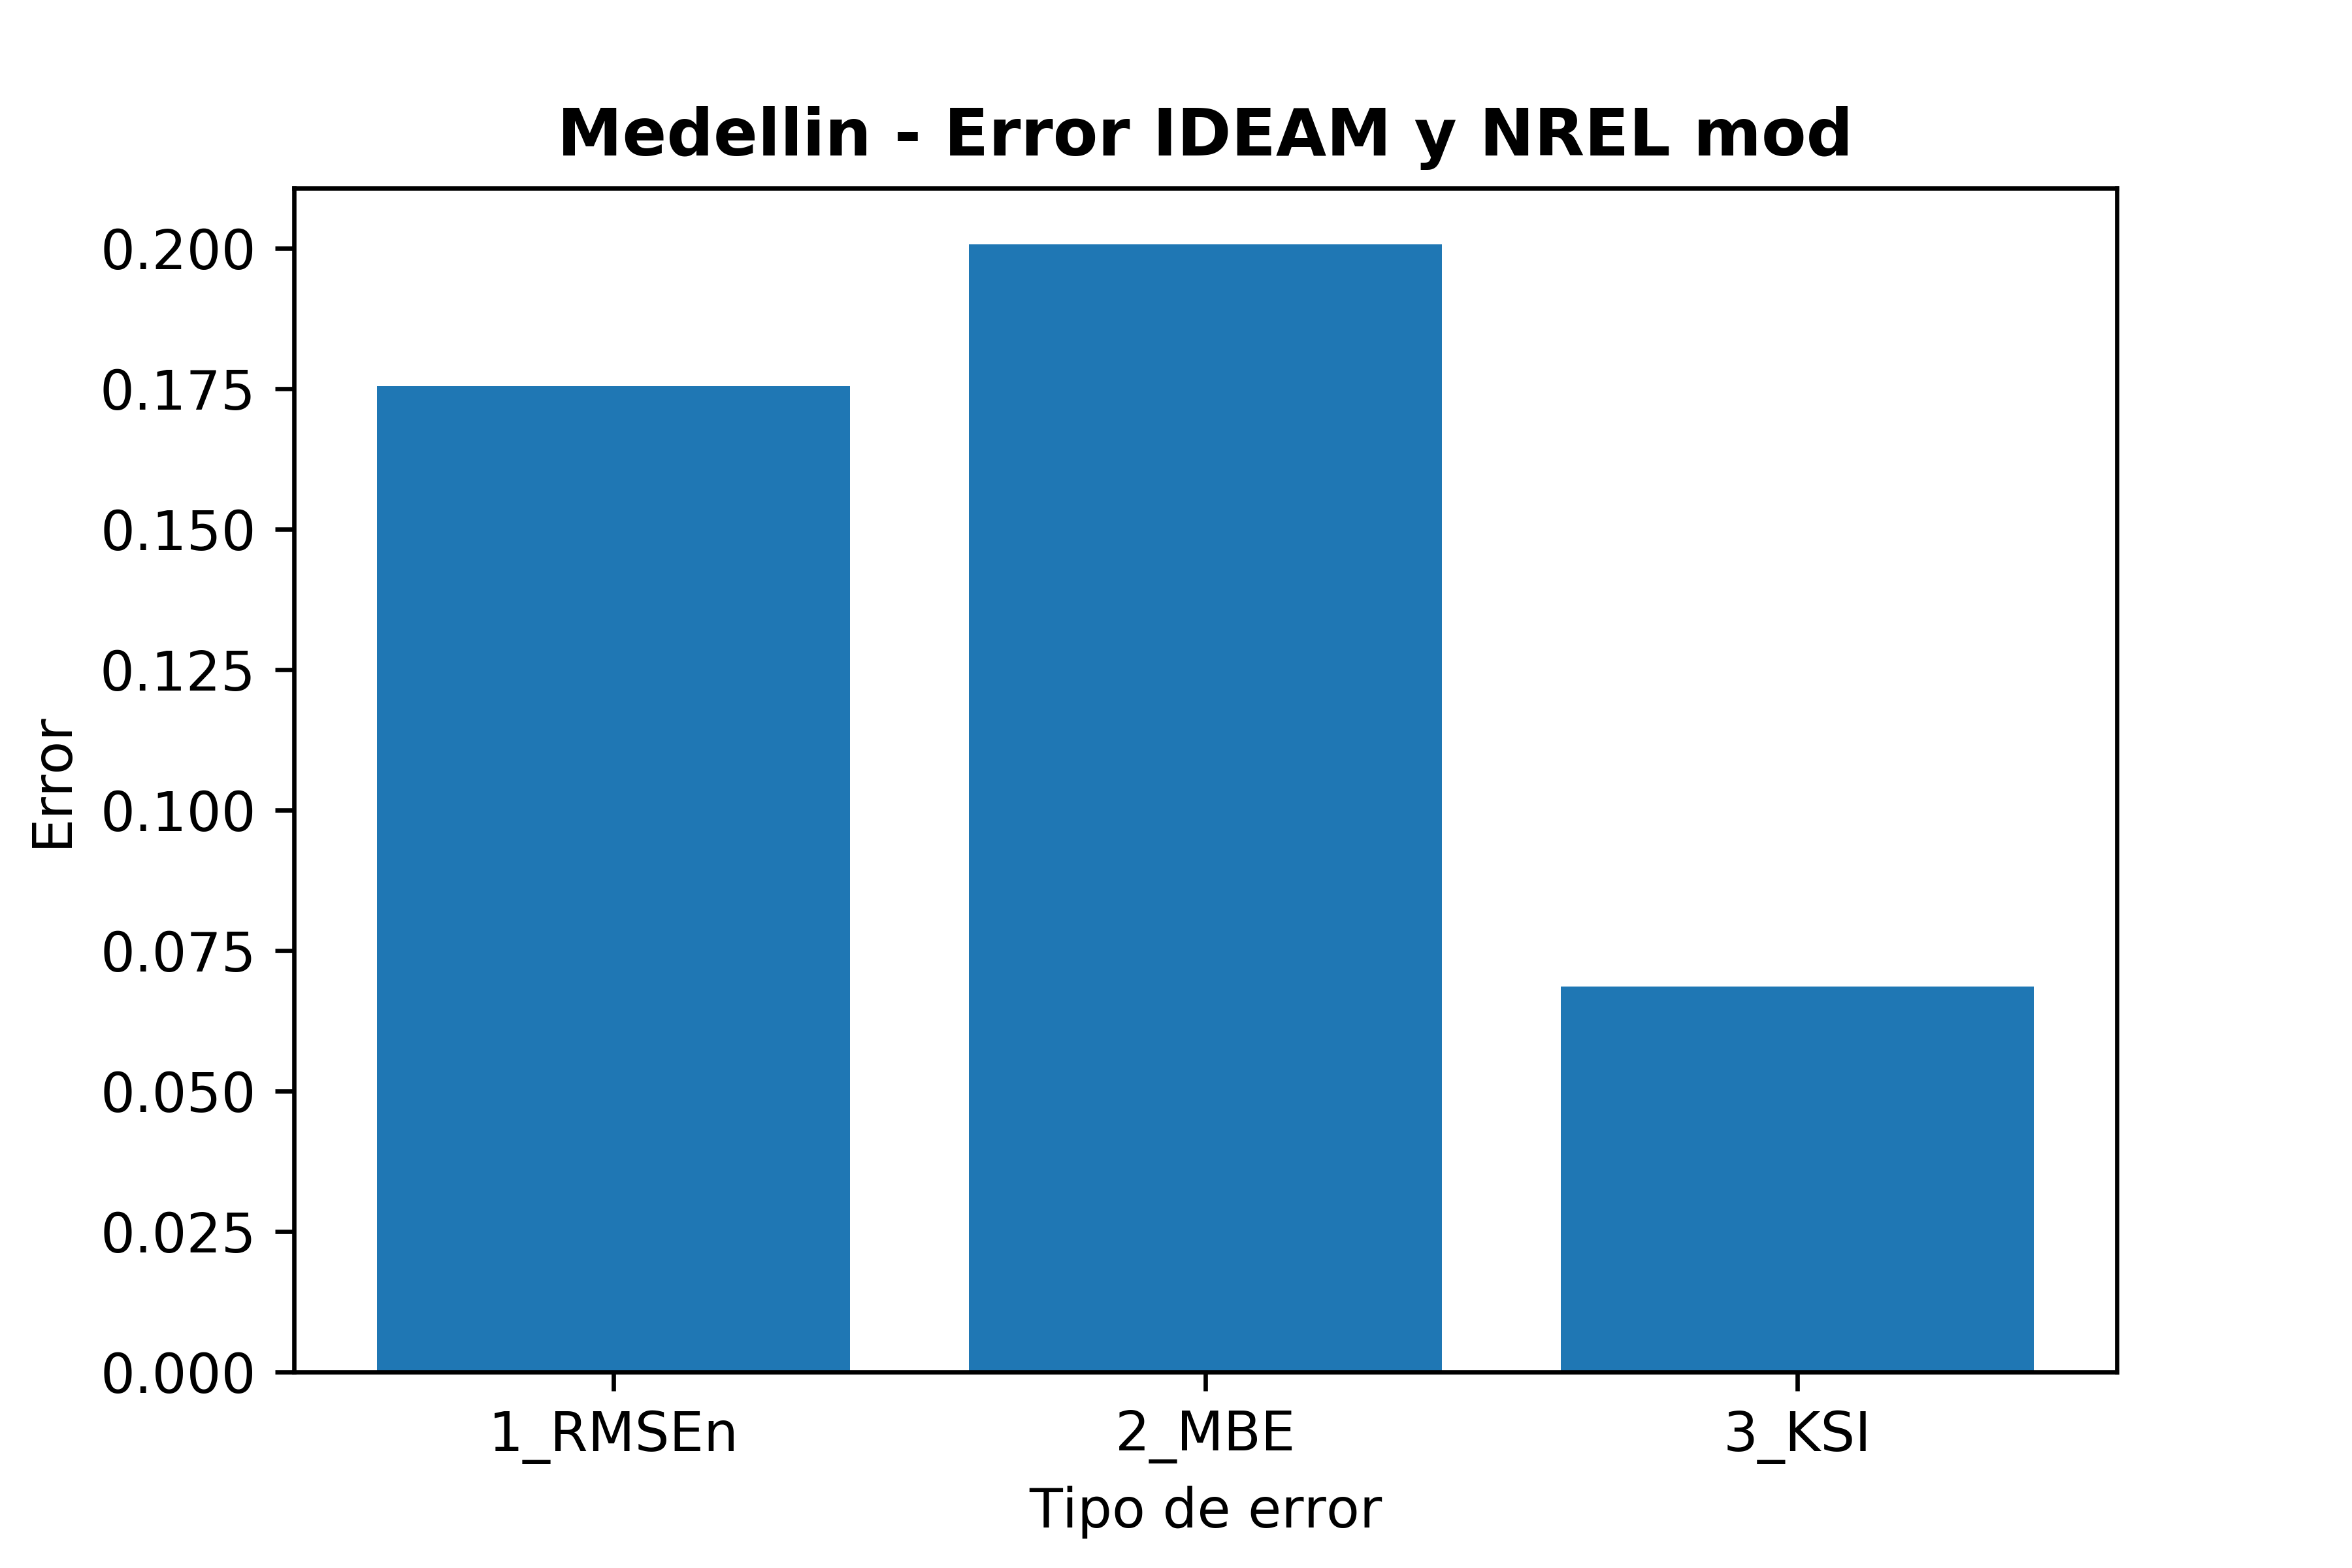 Medellin - Error IDEAM y NREL mod
0.200
0.175
0.150
0.125
0.100
0.075
0.050
0.025
0.000
Error
1_RMSEn 2_MBE 3_KSI
Tipo de error